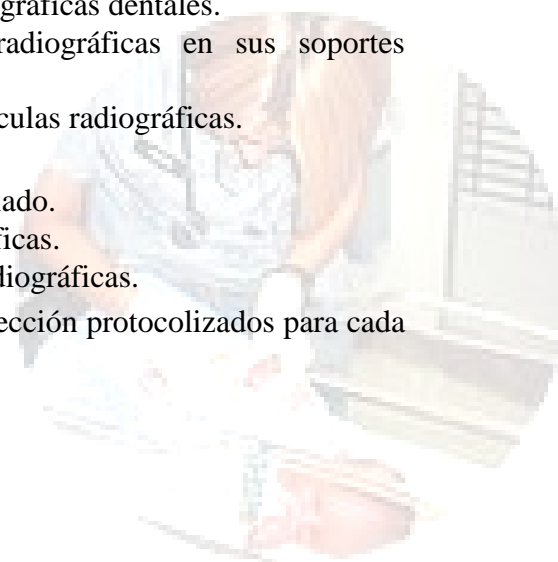 gráficas dentales.
radiográficas en sus soportes
culas radiográficas.
ado.
ficas.
diográficas.
ección protocolizados para cada